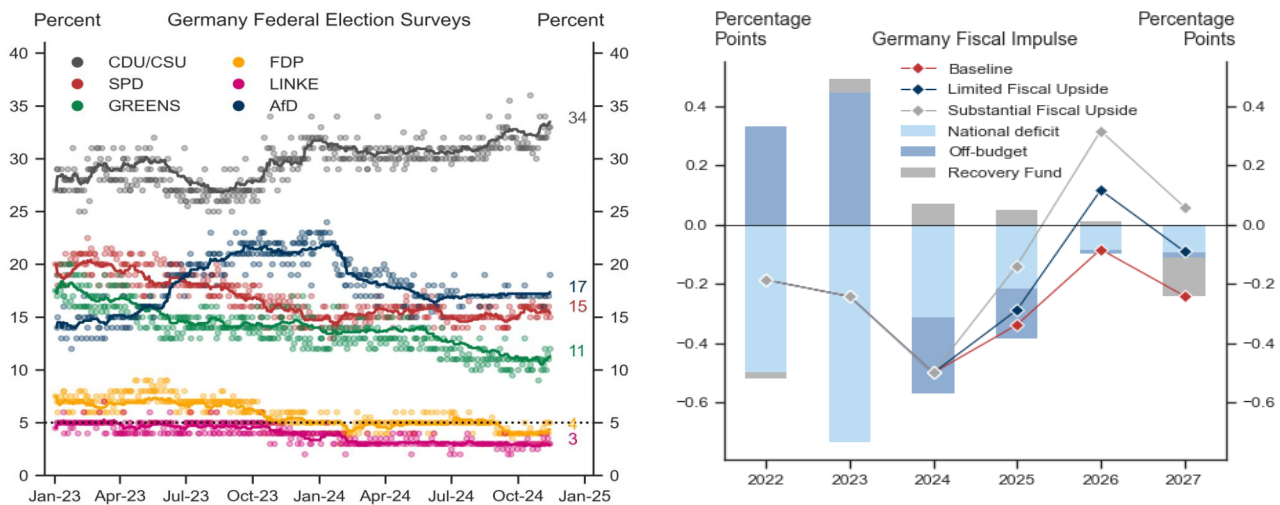 Percent Germany Federal Election Surveys Percent
40 40
CDU/CSU FDP
SPD LINKE
GREENS AfD
35 35
34
30 30
25 25
20 20
17
15
15 15
11
10 10
5 5
4
3
0 0
Jan-23 Apr-23 Jul-23 Oct-23 Jan-24 Apr-24 Jul-24 Oct-24 Jan-25
Percentage Points Germany Fiscal Impulse Percentage Points
Baseline
Limited Fiscal Upside
Substantial Fiscal Upside
National deficit
Off-budget
Recovery Fund
0.4 0.4
0.2 0.2
0.0 0.0
−0.2 −0.2
−0.4 −0.4
−0.6 −0.6
2022 2023 2024 2025 2026 2027